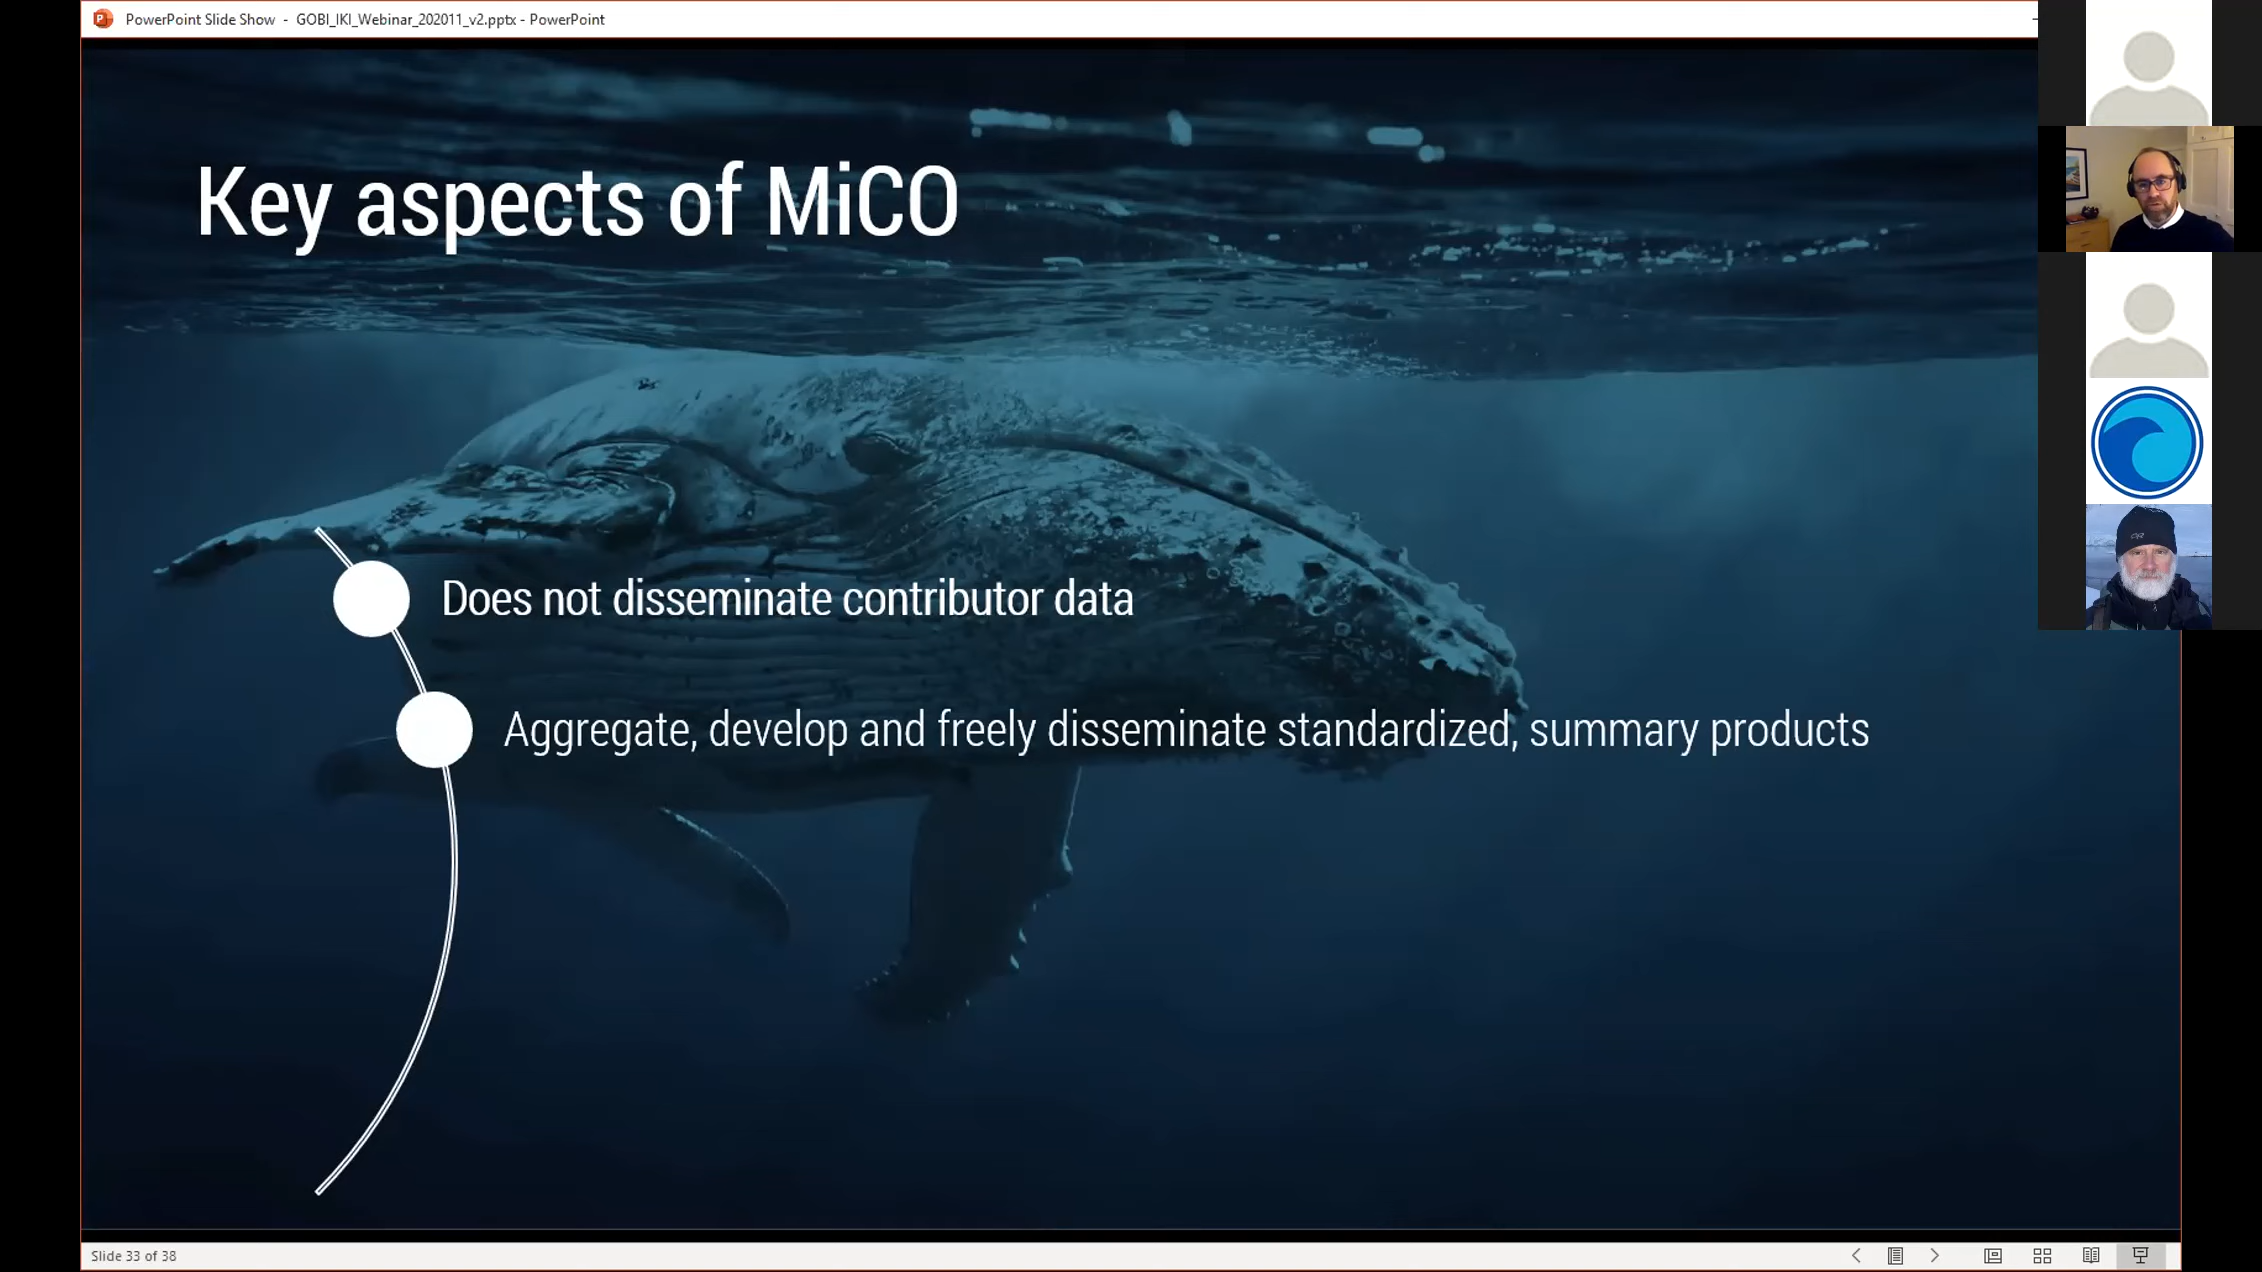 PowerPoint Slide Show - GOBI_IKI_Webinar_202011_v2.pptx - PowerPoint
Key aspects of MiCO
Does not disseminate contributor data
Aggregate, develop and freely disseminate standardized, summary products
Slide 33 of 38